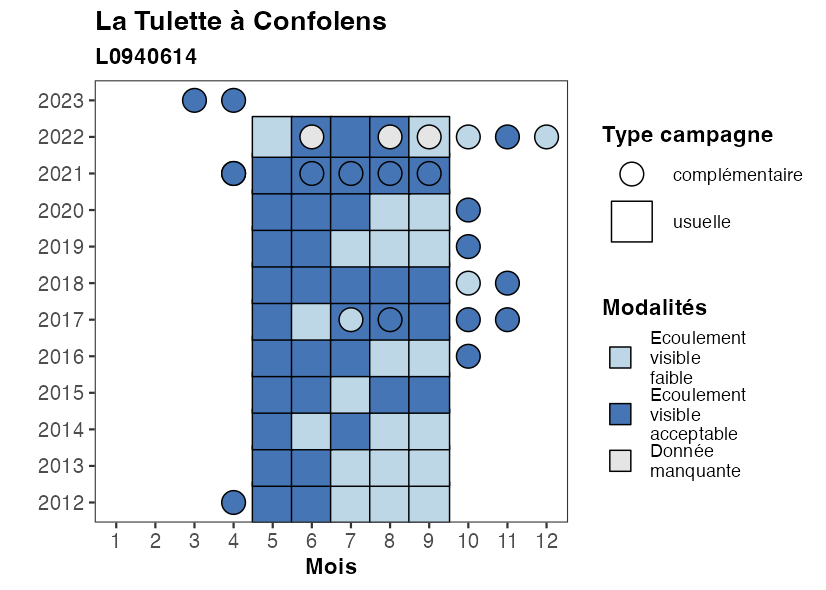 La Tulette à Confolens
L0940614
2023
2022
2021
2020
2019
2018
2017
2016
2015
2014
2013
2012
1 2 3 4 5 6 7 8 9 10 11 12
Mois
Type campagne
complémentaire
usuelle
Modalités
Ecoulement
visible
faible
Ecoulement
visible
acceptable
Donnée
manquante